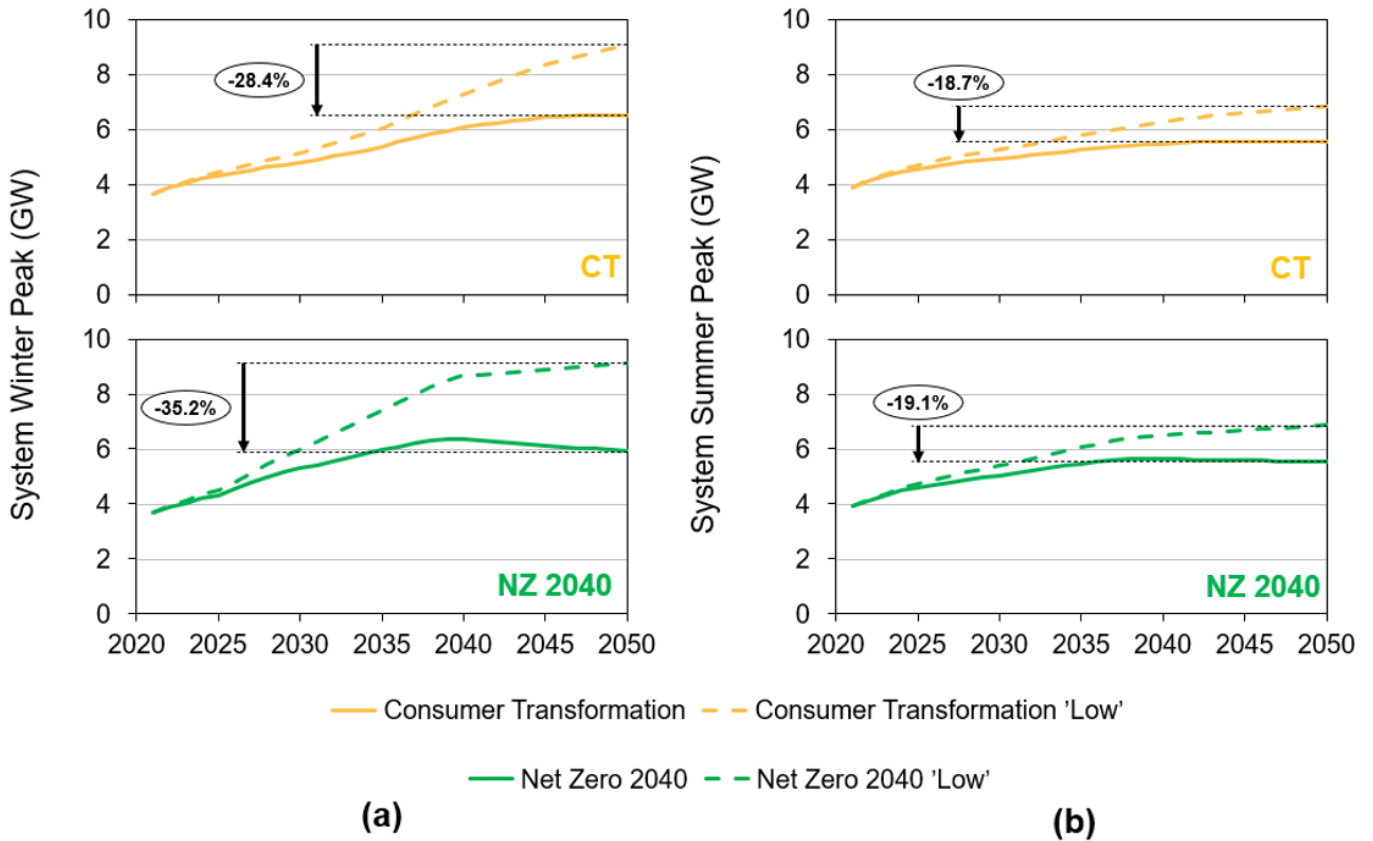 System Winter Peak (GW)
10
8
6
4
2
0
-28.4%
CT
10
8
6
4
2
0
-35.2%
NZ 2040
2020 2025 2030 2035 2040 2045 2050
System Summer Peak (GW)
10
8
6
4
2
0
-18.7%
CT
10
8
6
4
2
0
-19.1%
NZ 2040
2020 2025 2030 2035 2040 2045 2050
Consumer Transformation Consumer Transformation ’Low’
Net Zero 2040 Net Zero 2040 ’Low’
(a)
(b)